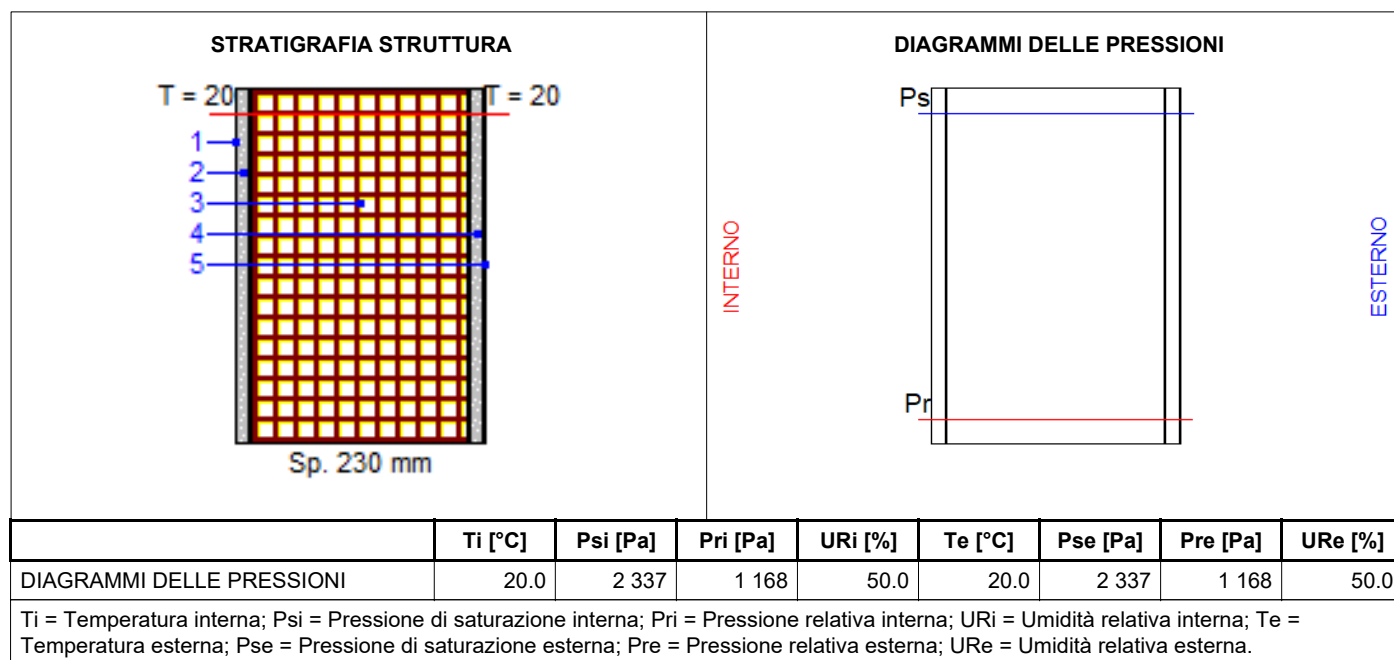 STRATIGRAFIA STRUTTURA
T = 20
T = 20
1
2
3
4
5
Sp. 230 mm
DIAGRAMMI DELLE PRESSIONI
Ps
Pr
INTERNO
ESTERNO
Ti [°C] Psi [Pa] Pri [Pa] URi [%] Te [°C] Pse [Pa] Pre [Pa] URe [%]
DIAGRAMMI DELLE PRESSIONI 20.0 2 337 1 168 50.0 20.0 2 337 1 168 50.0
Ti = Temperatura interna; Psi = Pressione di saturazione interna; Pri = Pressione relativa interna; URi = Umidità relativa interna; Te =
Temperatura esterna; Pse = Pressione di saturazione esterna; Pre = Pressione relativa esterna; URe = Umidità relativa esterna.